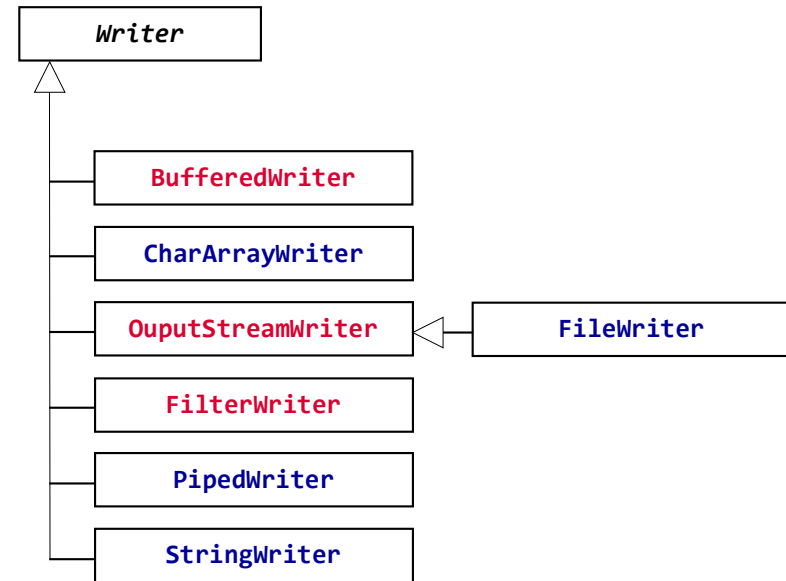 Writer
BufferedWriter
CharArrayWriter
OuputStreamWriter
FileWriter
FilterWriter
PipedWriter
StringWriter